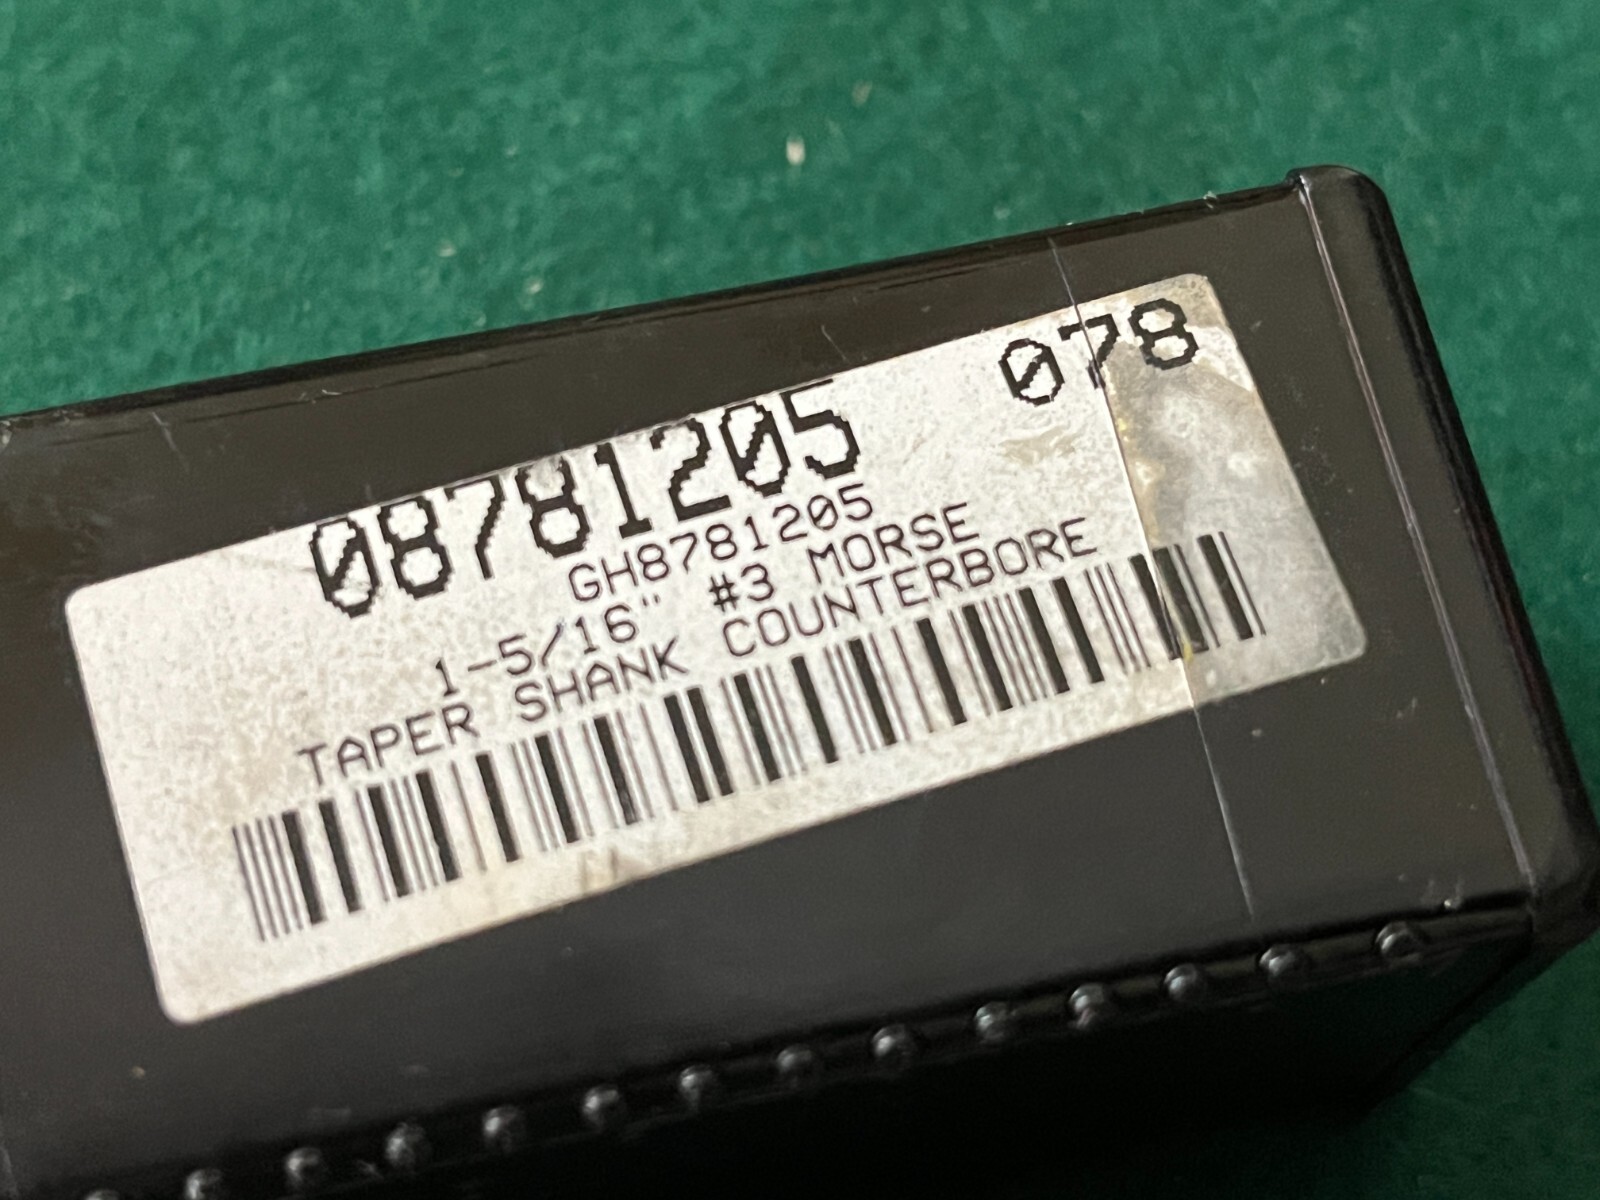 08781205 078
GH8781205
1-5/16" #3 MORSE
TAPER SHANK COUNTERBORE